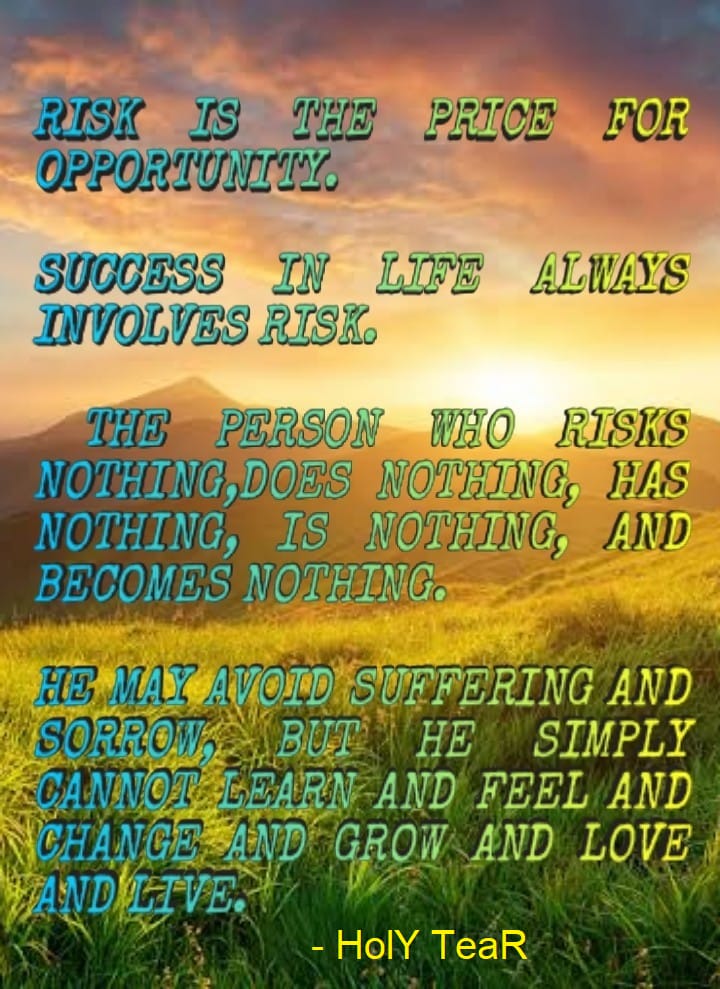 RISK IS THE PRICE FOR
OPPORTUNITY.
SUCCESS IN LIFE ALWAYS
INVOLVES RISK.
THE PERSON WHO RISKS
NOTHING,DOES NOTHING, HAS
NOTHING, IS NOTHING, AND
BECOMES NOTHING.
HE MAY AVOID SUFFERING AND
SORROW, BUT HE SIMPLY
CANNOT LEARN AND FEEL AND
CHANGE AND GROW AND LOVE
AND LIVE.
- HolY TeaR